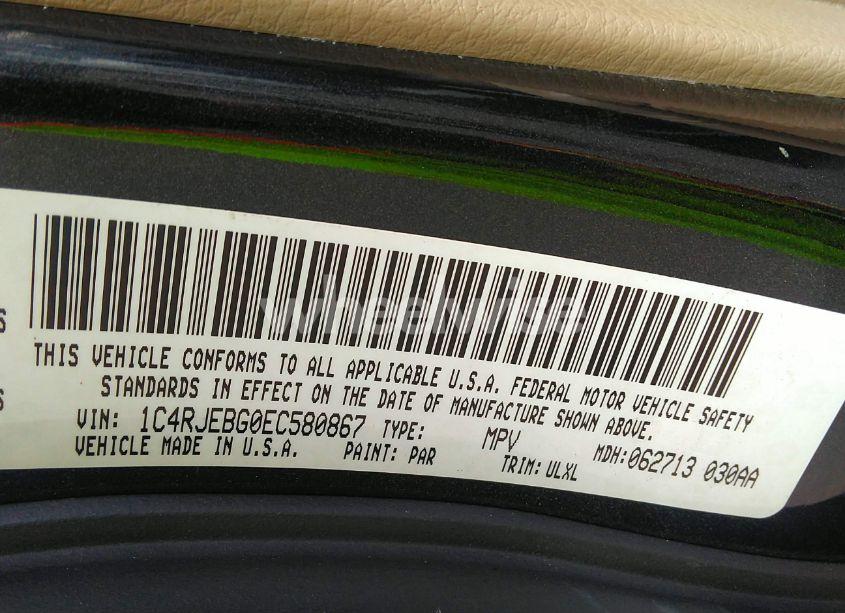 wheelwise
S
THIS VEHICLE CONFORMS TO ALL APPLICABLE U.S.A. FEDERAL MOTOR VEHICLE SAFETY
S
STANDARDS IN EFFECT ON THE DATE OF MANUFACTURE SHOWN ABOVE.
VIN: 1C4RJEBG0EC580867 TYPE: MPV MDH:062713 030AA
VEHICLE MADE IN U.S.A. PAINT: PAR TRIM: ULXL